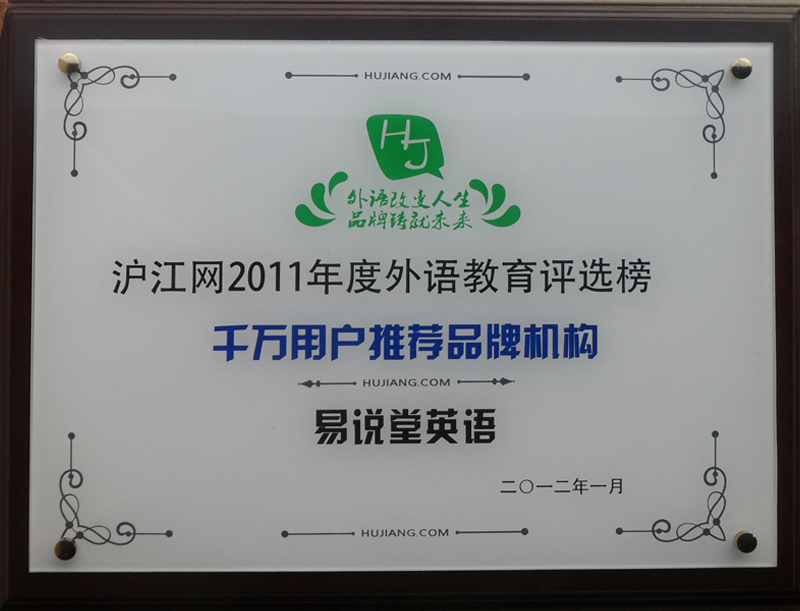 HUJIANG.COM
HJ
外语改变人生
品牌铸就未来
沪江网2011年度外语教育评选榜
千万用户推荐品牌机构
HUJIANG.COM
易说堂英语
二〇一二年一月
HUJIANG.COM